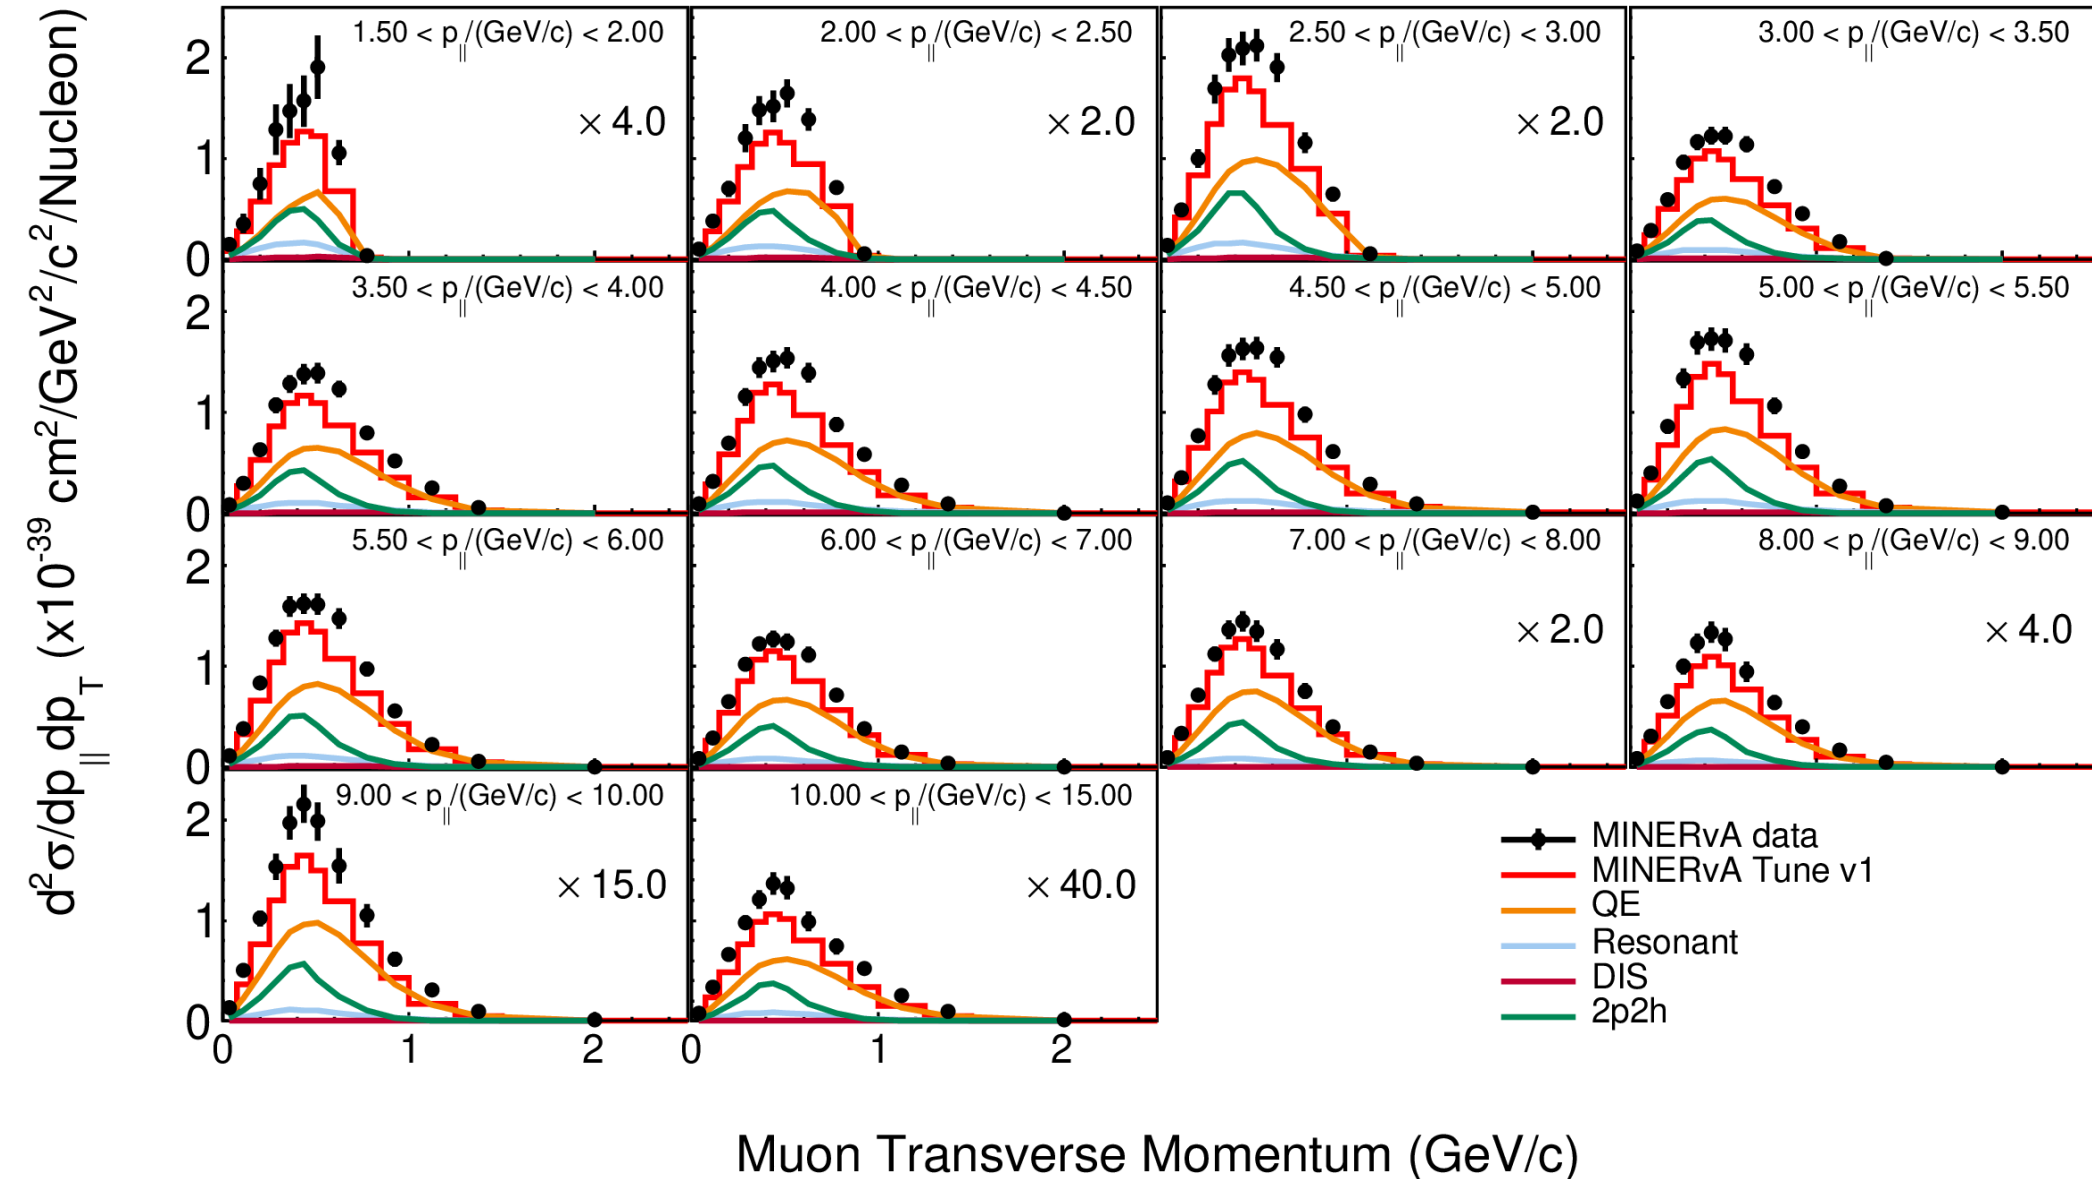 d²σ/dp||dpT (x10⁻³⁹ cm²/GeV²/c²/Nucleon)
1.50 < p||/(GeV/c) < 2.00
2.00 < p||/(GeV/c) < 2.50
2.50 < p||/(GeV/c) < 3.00
3.00 < p||/(GeV/c) < 3.50
2
× 4.0
× 2.0
× 2.0
1
0
3.50 < p||/(GeV/c) < 4.00
4.00 < p||/(GeV/c) < 4.50
4.50 < p||/(GeV/c) < 5.00
5.00 < p||/(GeV/c) < 5.50
2
1
0
5.50 < p||/(GeV/c) < 6.00
6.00 < p||/(GeV/c) < 7.00
7.00 < p||/(GeV/c) < 8.00
8.00 < p||/(GeV/c) < 9.00
2
× 2.0
× 4.0
1
0
9.00 < p||/(GeV/c) < 10.00
10.00 < p||/(GeV/c) < 15.00
2
× 15.0
× 40.0
1
0
0 1 2
0 1 2
MINERvA data
MINERvA Tune v1
QE
Resonant
DIS
2p2h
Muon Transverse Momentum (GeV/c)